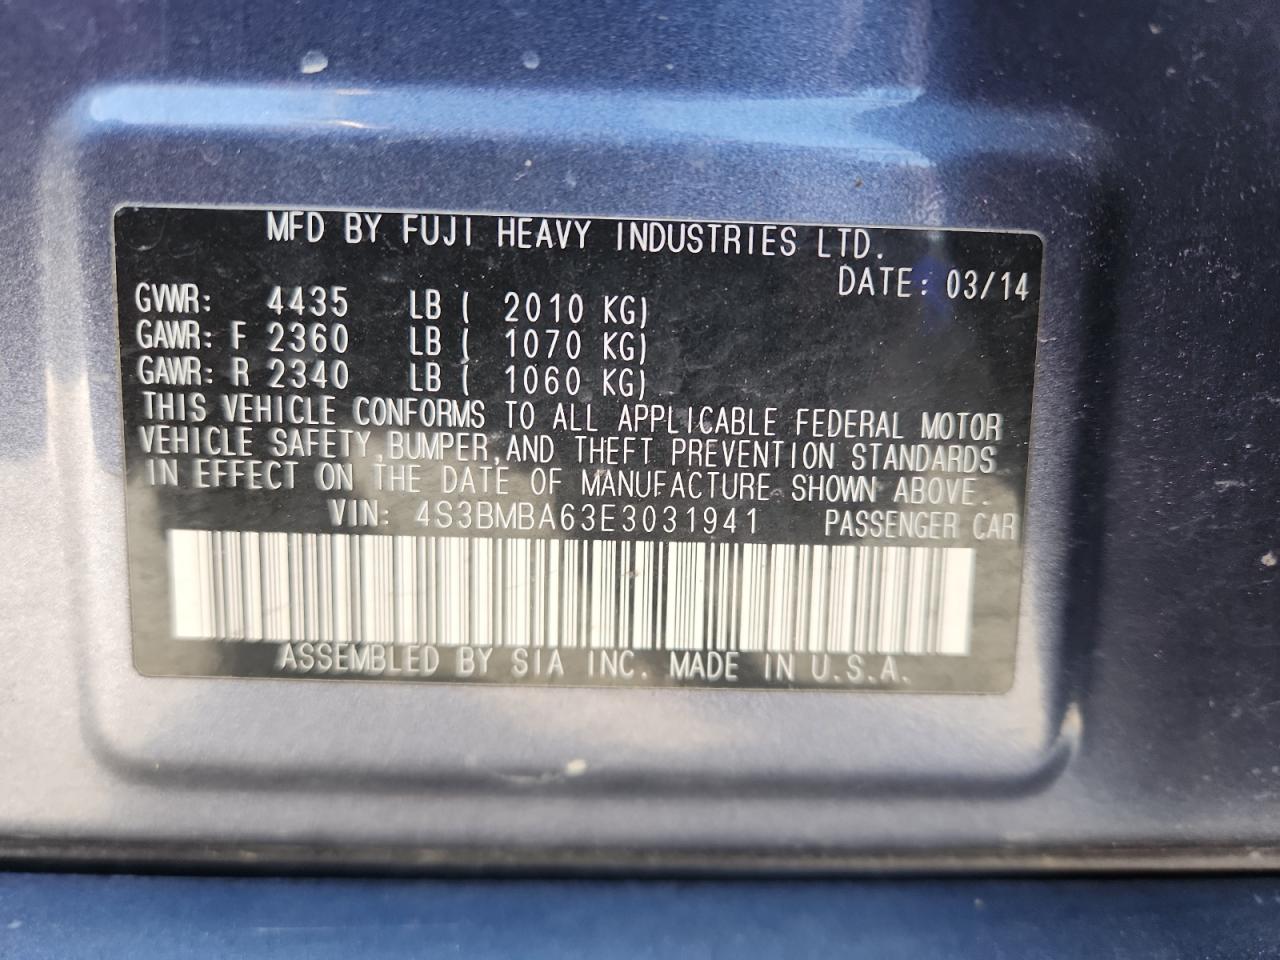 MFD BY FUJI HEAVY INDUSTRIES LTD.
DATE: 03/14
GVWR: 4435 LB ( 2010 KG)
GAWR: F 2360 LB ( 1070 KG)
GAWR: R 2340 LB ( 1060 KG)
THIS VEHICLE CONFORMS TO ALL APPLICABLE FEDERAL MOTOR
VEHICLE SAFETY,BUMPER,AND THEFT PREVENTION STANDARDS
IN EFFECT ON THE DATE OF MANUFACTURE SHOWN ABOVE.
VIN: 4S3BMBA63E3031941 PASSENGER CAR
ASSEMBLED BY SIA INC. MADE IN U.S.A.